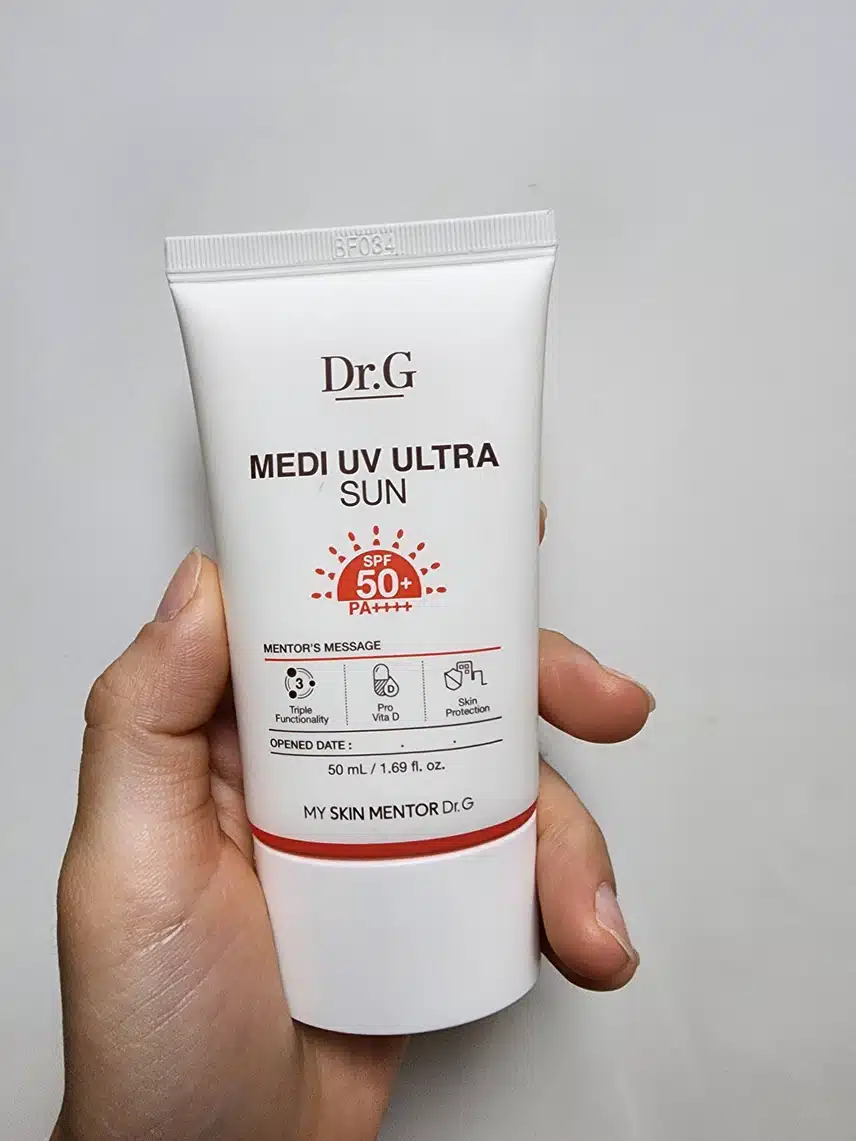 BF034
Dr.G
MEDI UV ULTRA
SUN
SPF
50+
PA++++
MENTOR'S MESSAGE
3
Triple
Functionality
D
Pro
Vita D
Skin
Protection
OPENED DATE : . .
50 mL / 1.69 fl. oz.
MY SKIN MENTOR Dr.G